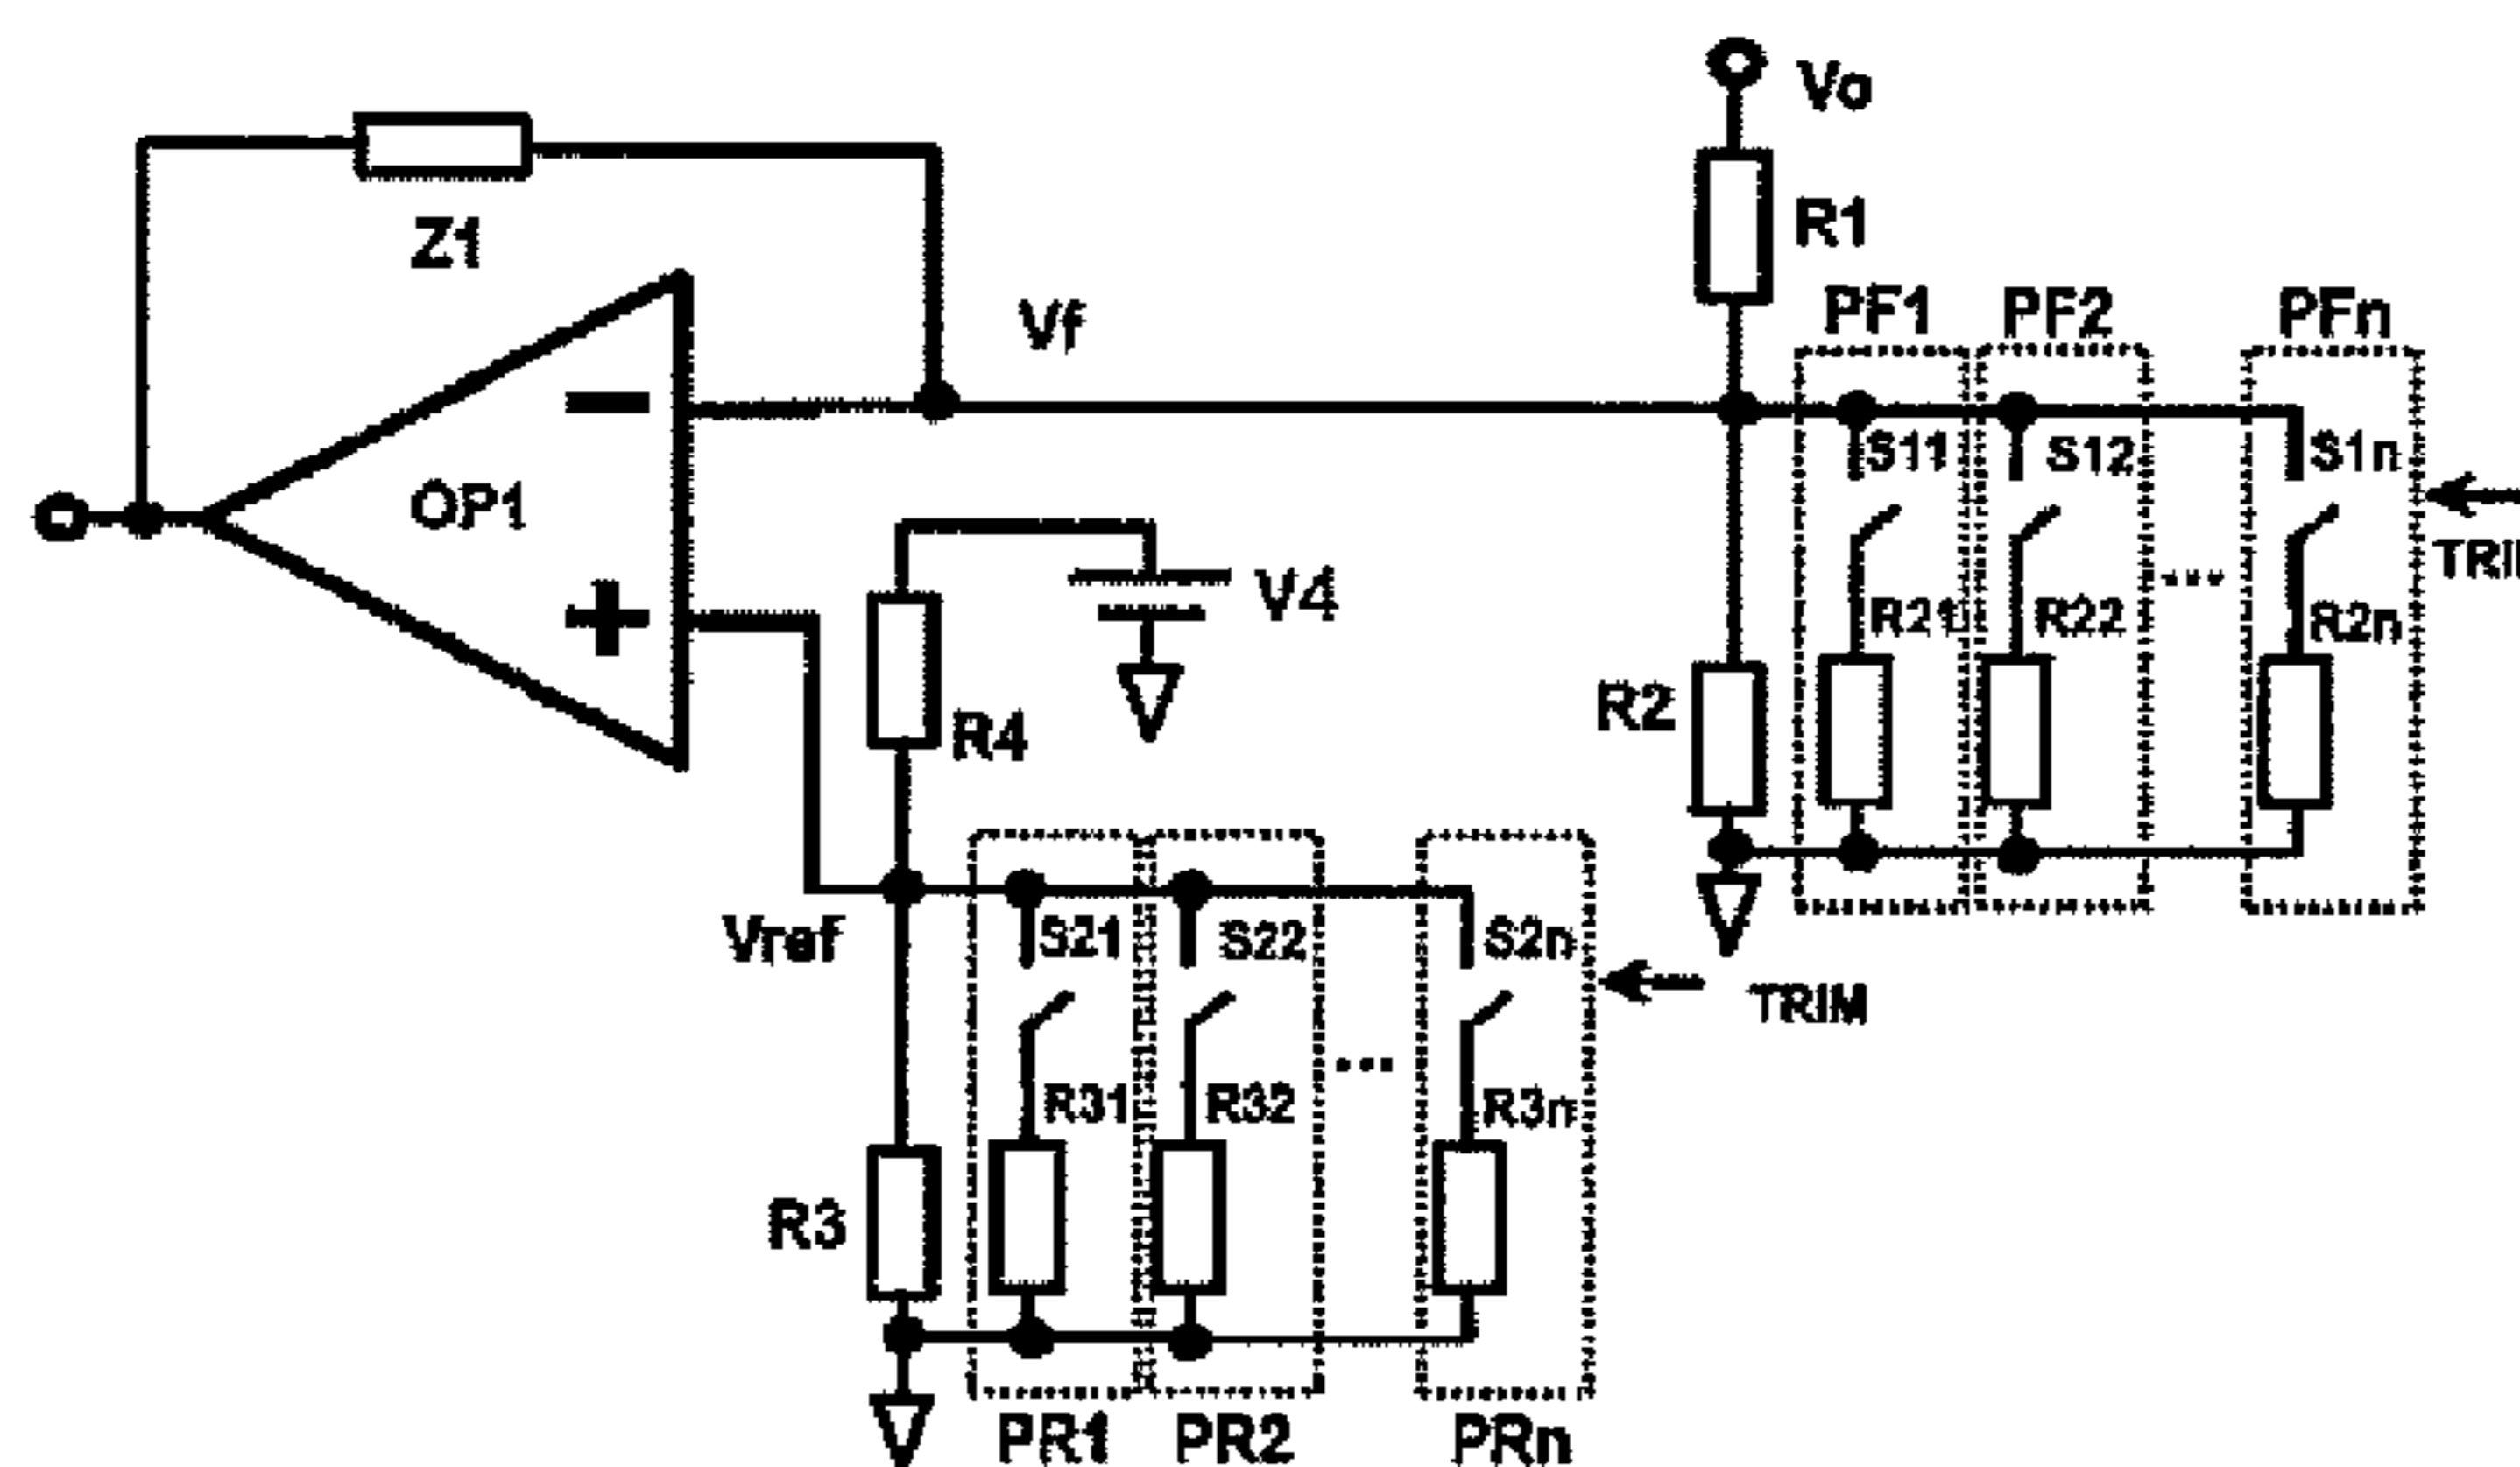 Vo
Z1
R1
PF1 PF2 PFn
Vf
S11 S12 S1n
OP1
TRI
V4
...
R21 R22 R2n
R2
R4
Vref
S21 S22 S2n
TRIM
...
R31 R32 R3n
R3
PR1 PR2 PRn